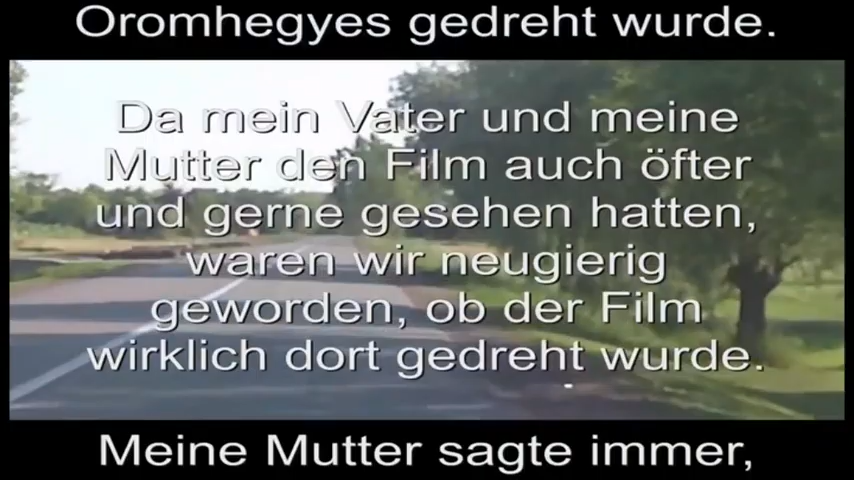 Oromhegyes gedreht wurde.
Da mein Vater und meine
Mutter den Film auch öfter
und gerne gesehen hatten,
waren wir neugierig
geworden, ob der Film
wirklich dort gedreht wurde.
Meine Mutter sagte immer,